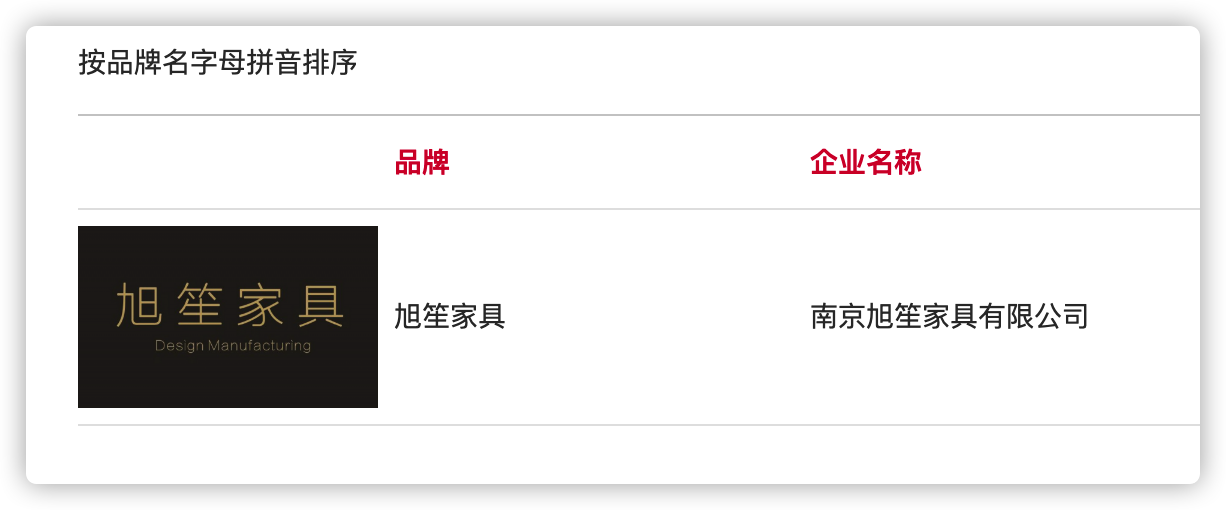 按品牌名字母拼音排序
品牌 企业名称
旭笙家具
Design Manufacturing
旭笙家具 南京旭笙家具有限公司